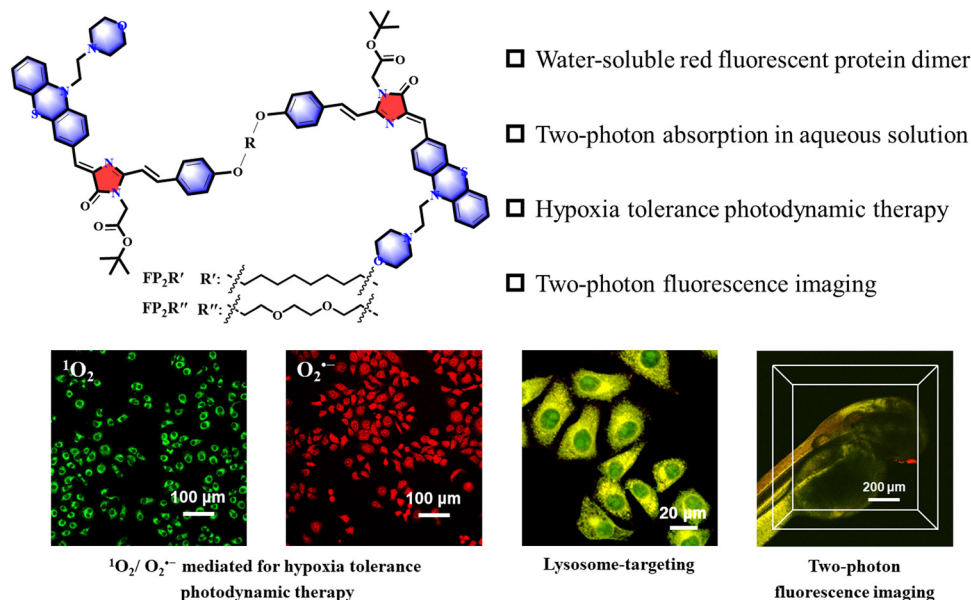 O
N
N
S
N
N
O
N
O
O
O
R
O
O
O
O
N
N
S
N
N
O
FP₂R′ R′:
FP₂R″ R″:
O
O
□ Water-soluble red fluorescent protein dimer
□ Two-photon absorption in aqueous solution
□ Hypoxia tolerance photodynamic therapy
□ Two-photon fluorescence imaging
¹O₂
100 μm
O₂•−
100 μm
20 μm
200 μm
¹O₂/ O₂•− mediated for hypoxia tolerance
photodynamic therapy
Lysosome-targeting
Two-photon
fluorescence imaging